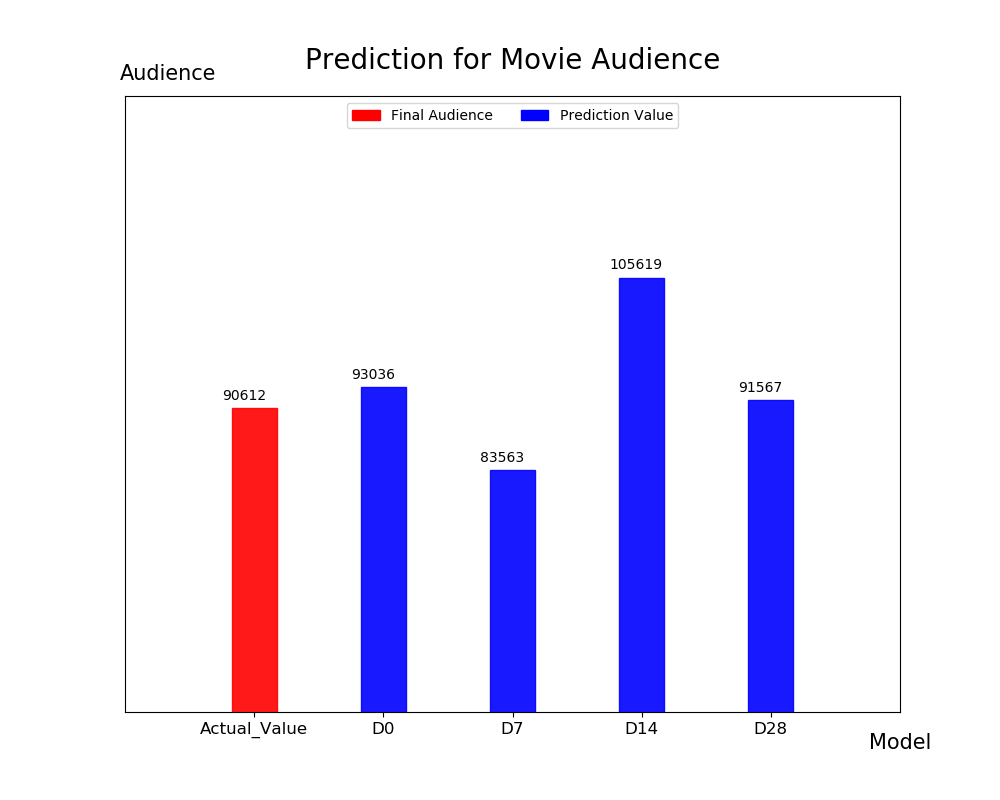 Prediction for Movie Audience
Audience
Final Audience Prediction Value
105619
93036
91567
90612
83563
Actual_Value D0 D7 D14 D28
Model